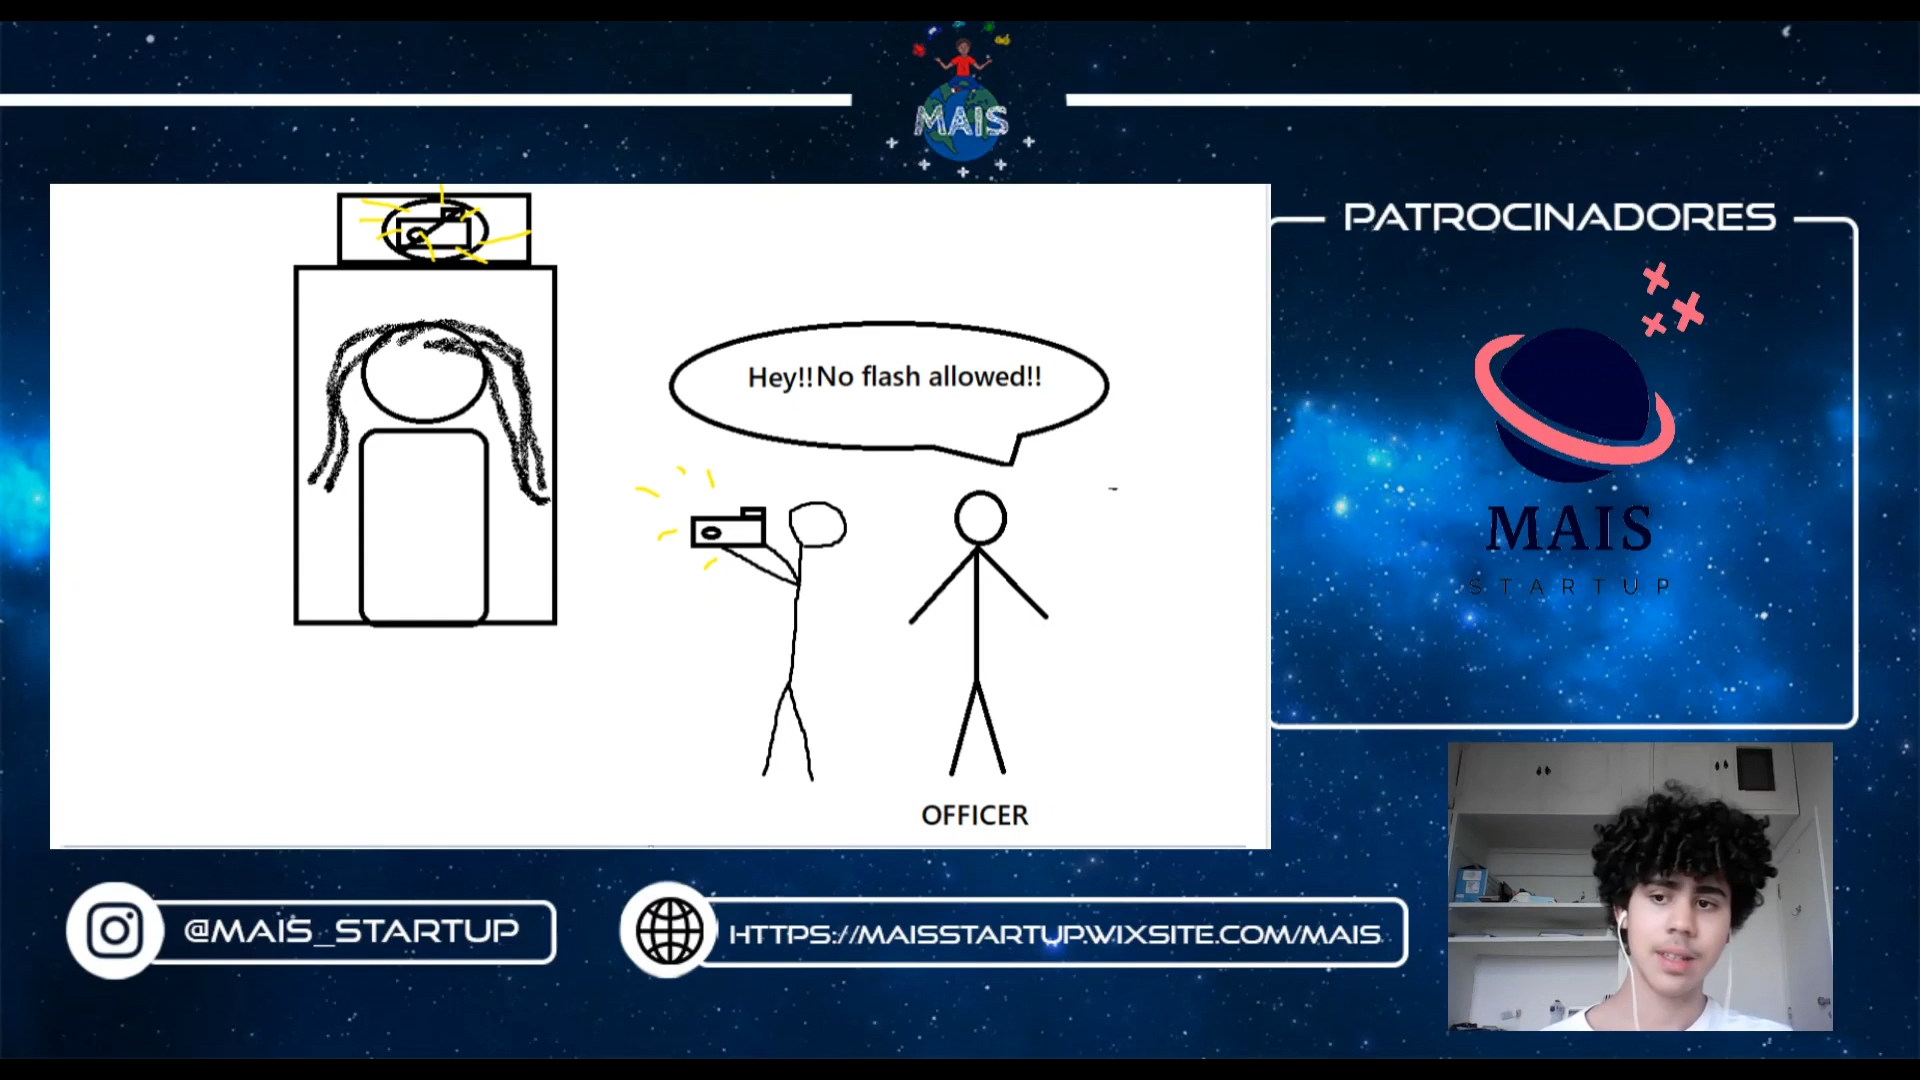 MAIS
PATROCINADORES
Hey!!No flash allowed!!
MAIS
STARTUP
OFFICER
@MAIS_STARTUP
HTTPS://MAISSTARTUP.WIXSITE.COM/MAIS